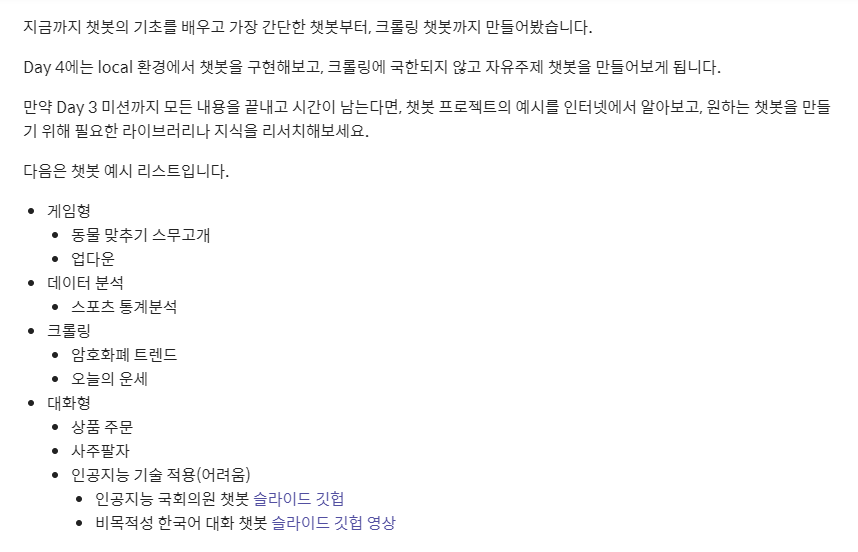 지금까지 챗봇의 기초를 배우고 가장 간단한 챗봇부터, 크롤링 챗봇까지 만들어봤습니다.
Day 4에는 local 환경에서 챗봇을 구현해보고, 크롤링에 국한되지 않고 자유주제 챗봇을 만들어보게 됩니다.
만약 Day 3 미션까지 모든 내용을 끝내고 시간이 남는다면, 챗봇 프로젝트의 예시를 인터넷에서 알아보고, 원하는 챗봇을 만들
기 위해 필요한 라이브러리나 지식을 리서치해보세요.
다음은 챗봇 예시 리스트입니다.
• 게임형
• 동물 맞추기 스무고개
• 업다운
• 데이터 분석
• 스포츠 통계분석
• 크롤링
• 암호화폐 트렌드
• 오늘의 운세
• 대화형
• 상품 주문
• 사주팔자
• 인공지능 기술 적용(어려움)
• 인공지능 국회의원 챗봇 슬라이드 깃헙
• 비목적성 한국어 대화 챗봇 슬라이드 깃헙 영상